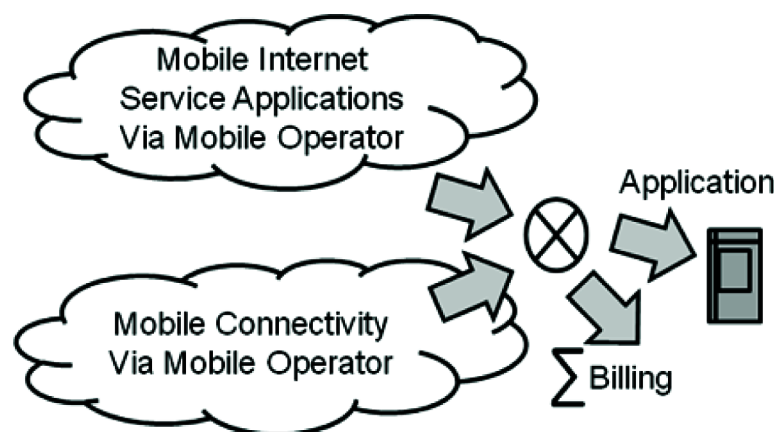 Mobile Internet
Service Applications
Via Mobile Operator
Application
Mobile Connectivity
Via Mobile Operator
∑ Billing